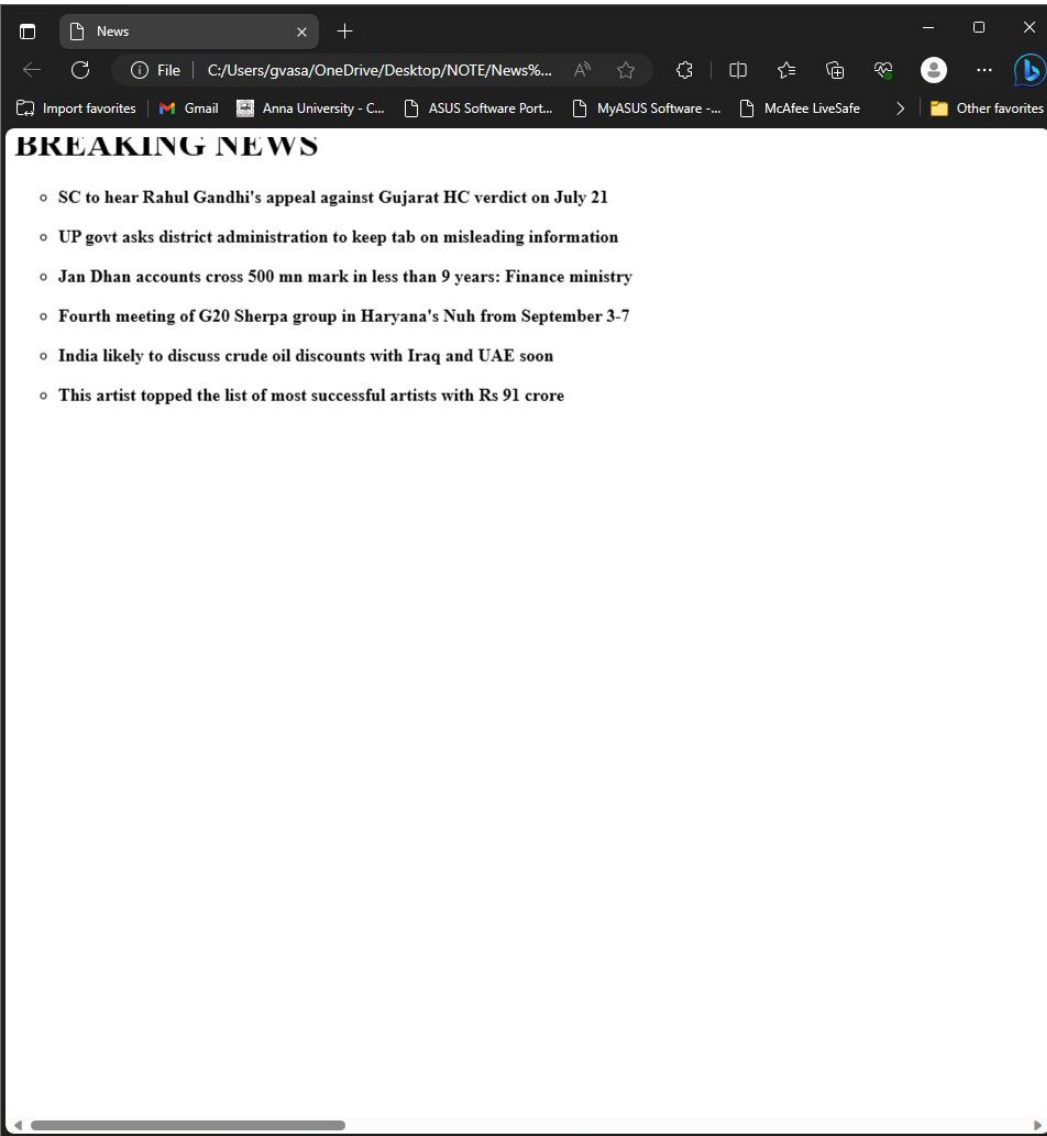 News
File
C:/Users/gvasa/OneDrive/Desktop/NOTE/News%...
Import favorites
Gmail
Anna University - C...
ASUS Software Port...
MyASUS Software -...
McAfee LiveSafe
Other favorites
BREAKING NEWS
SC to hear Rahul Gandhi's appeal against Gujarat HC verdict on July 21
UP govt asks district administration to keep tab on misleading information
Jan Dhan accounts cross 500 mn mark in less than 9 years: Finance ministry
Fourth meeting of G20 Sherpa group in Haryana's Nuh from September 3-7
India likely to discuss crude oil discounts with Iraq and UAE soon
This artist topped the list of most successful artists with Rs 91 crore